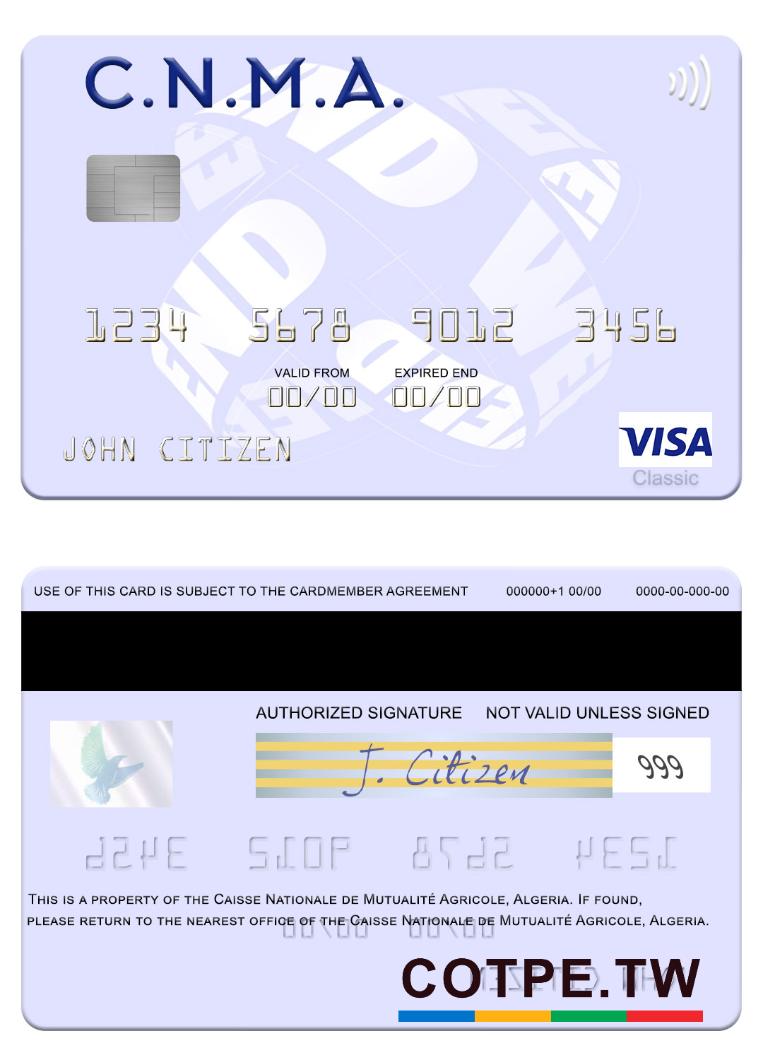 C.N.M.A.
1234 5678 9012 3456
VALID FROM EXPIRED END
00/00 00/00
JOHN CITIZEN
VISA
Classic
USE OF THIS CARD IS SUBJECT TO THE CARDMEMBER AGREEMENT 000000+1 00/00 0000-00-000-00
AUTHORIZED SIGNATURE NOT VALID UNLESS SIGNED
J. Citizen 999
THIS IS A PROPERTY OF THE CAISSE NATIONALE DE MUTUALITÉ AGRICOLE, ALGERIA. IF FOUND,
PLEASE RETURN TO THE NEAREST OFFICE OF THE CAISSE NATIONALE DE MUTUALITÉ AGRICOLE, ALGERIA.
COTPE.TW